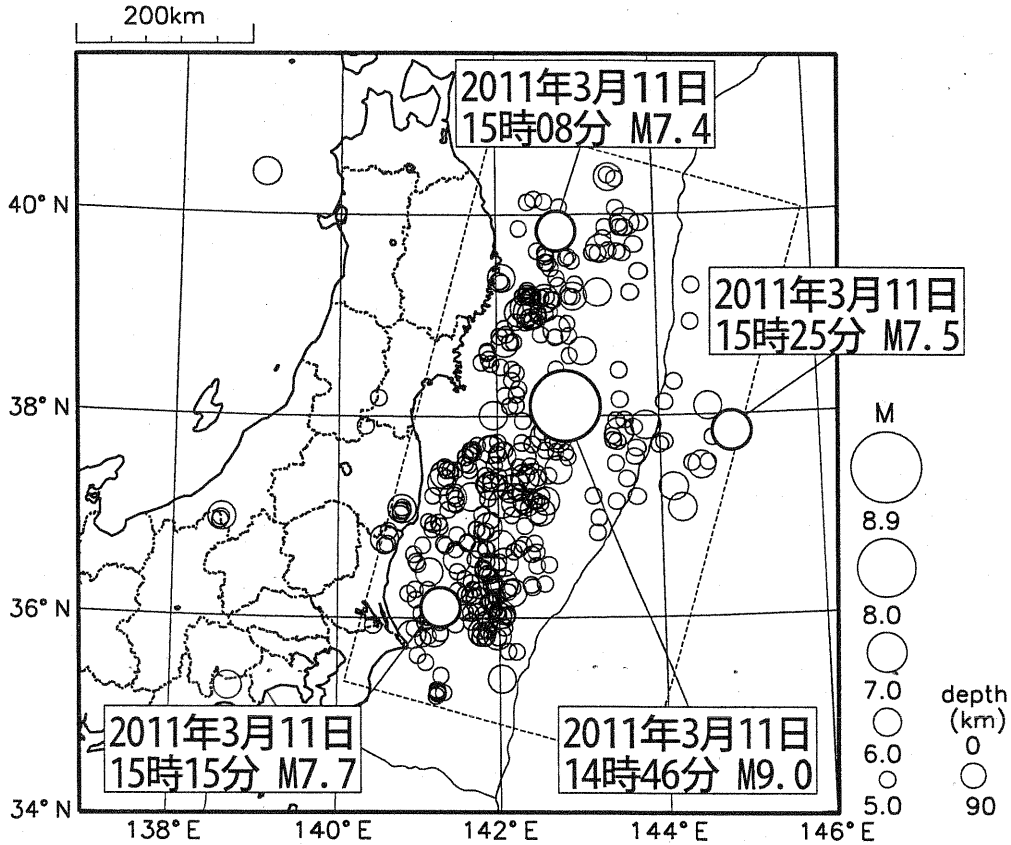 200km
2011年3月11日
15時08分 M7.4
40°N
2011年3月11日
15時25分 M7.5
38°N
M
8.9
8.0
36°N
7.0
depth
(km)
0
90
6.0
5.0
2011年3月11日
15時15分 M7.7
2011年3月11日
14時46分 M9.0
34°N
138°E
140°E
142°E
144°E
146°E